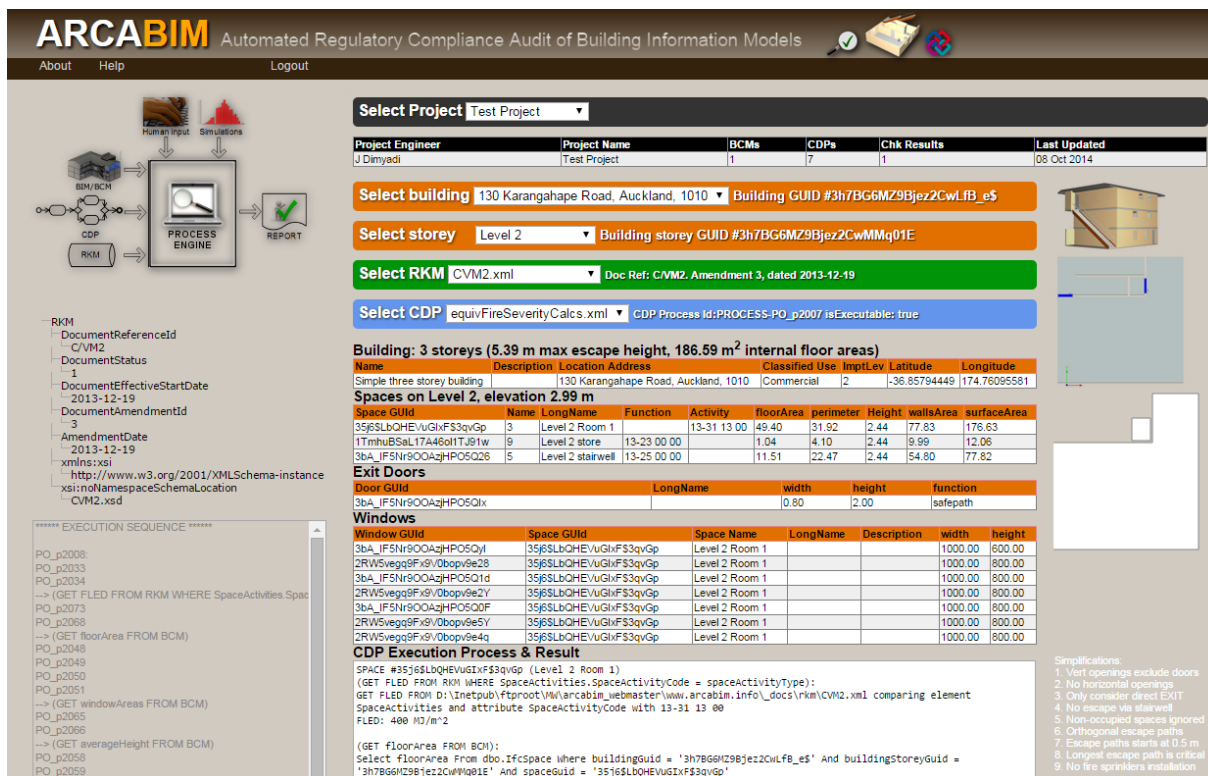 ARCABIM Automated Regulatory Compliance Audit of Building Information Models
About Help Logout
Human input Simulations
BIM/BCM
CDP
RKM
PROCESS ENGINE
REPORT
RKM
DocumentReferenceId
C/VM2
DocumentStatus
1
DocumentEffectiveStartDate
2013-12-19
DocumentAmendmentId
3
AmendmentDate
2013-12-19
xmlns:xsi
http://www.w3.org/2001/XMLSchema-instance
xsi:noNamespaceSchemaLocation
CVM2.xsd
****** EXECUTION SEQUENCE ******
PO_p2008:
PO_p2033
PO_p2034
--> (GET FLED FROM RKM WHERE SpaceActivities.Spac
PO_p2073
PO_p2068
--> (GET floorArea FROM BCM)
PO_p2048
PO_p2049
PO_p2050
PO_p2051
--> (GET windowAreas FROM BCM)
PO_p2065
PO_p2066
--> (GET averageHeight FROM BCM)
PO_p2058
PO_p2059
Select Project Test Project
Project Engineer Project Name BCMs CDPs Chk Results Last Updated
J Dimyadi Test Project 1 7 1 08 Oct 2014
Select building 130 Karangahape Road, Auckland, 1010 Building GUID #3h7BG6MZ9Bjez2CwLfB_e$
Select storey Level 2 Building storey GUID #3h7BG6MZ9Bjez2CwMMq01E
Select RKM CVM2.xml Doc Ref: C/VM2. Amendment 3, dated 2013-12-19
Select CDP equivFireSeverityCalcs.xml CDP Process Id:PROCESS-PO_p2007 isExecutable: true
Building: 3 storeys (5.39 m max escape height, 186.59 m² internal floor areas)
Name Description Location Address Classified Use ImptLev Latitude Longitude
Simple three storey building 130 Karangahape Road, Auckland, 1010 Commercial 2 -36.85794449 174.76095581
Spaces on Level 2, elevation 2.99 m
Space GUId Name LongName Function Activity floorArea perimeter Height wallsArea surfaceArea
35j6$LbQHEVuGIxF$3qvGp 3 Level 2 Room 1 13-31 13 00 49.40 31.92 2.44 77.83 176.63
1TmhuBSaL17A46oI1TJ91w 9 Level 2 store 13-23 00 00 1.04 4.10 2.44 9.99 12.06
3bA_IF5Nr9OOAzjHPO5Q26 5 Level 2 stairwell 13-25 00 00 11.51 22.47 2.44 54.80 77.82
Exit Doors
Door GUId LongName width height function
3bA_IF5Nr9OOAzjHPO5QIx 0.80 2.00 safepath
Windows
Window GUId Space GUId Space Name LongName Description width height
3bA_IF5Nr9OOAzjHPO5QyI 35j6$LbQHEVuGIxF$3qvGp Level 2 Room 1 1000.00 600.00
2RW5vegq9Fx9V0bopv9e28 35j6$LbQHEVuGIxF$3qvGp Level 2 Room 1 1000.00 800.00
3bA_IF5Nr9OOAzjHPO5Q1d 35j6$LbQHEVuGIxF$3qvGp Level 2 Room 1 1000.00 800.00
2RW5vegq9Fx9V0bopv9e2Y 35j6$LbQHEVuGIxF$3qvGp Level 2 Room 1 1000.00 800.00
3bA_IF5Nr9OOAzjHPO5Q0F 35j6$LbQHEVuGIxF$3qvGp Level 2 Room 1 1000.00 800.00
2RW5vegq9Fx9V0bopv9e5Y 35j6$LbQHEVuGIxF$3qvGp Level 2 Room 1 1000.00 800.00
2RW5vegq9Fx9V0bopv9e4q 35j6$LbQHEVuGIxF$3qvGp Level 2 Room 1 1000.00 800.00
CDP Execution Process & Result
SPACE #35j6$LbQHEVuGIxF$3qvGp (Level 2 Room 1)
(GET FLED FROM RKM WHERE SpaceActivities.SpaceActivityCode = spaceActivityType):
GET FLED FROM D:\Inetpub\ftproot\MW\arcabim_webmaster\www.arcabim.info\_docs\rkm\CVM2.xml comparing element
SpaceActivities and attribute SpaceActivityCode with 13-31 13 00
FLED: 400 MJ/m^2
(GET floorArea FROM BCM):
Select floorArea From dbo.IfcSpace Where buildingGuid = '3h7BG6MZ9Bjez2CwLfB_e$' And buildingStoreyGuid =
'3h7BG6MZ9Bjez2CwMMq01E' And spaceGuid = '35j6$LbQHEVuGIxF$3qvGp'
Simplifications:
1. Vert openings exclude doors
2. No horizontal openings
3. Only consider direct EXIT
4. No escape via stairwell
5. Non-occupied spaces ignored
6. Orthogonal escape paths
7. Escape paths starts at 0.5 m
8. Longest escape path is critical
9. No fire sprinklers installation